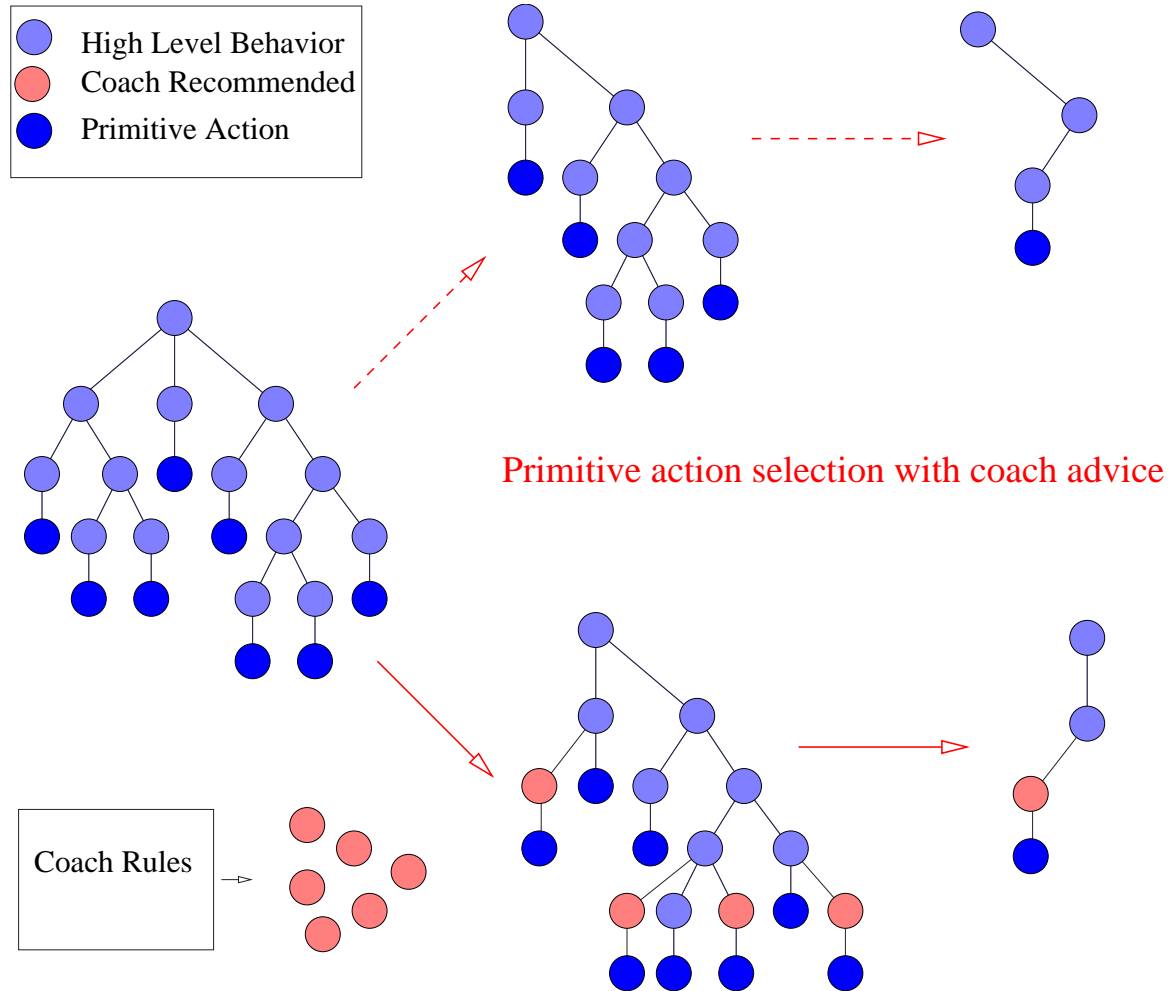 High Level Behavior
Coach Recommended
Primitive Action
Primitive action selection with coach advice
Coach Rules